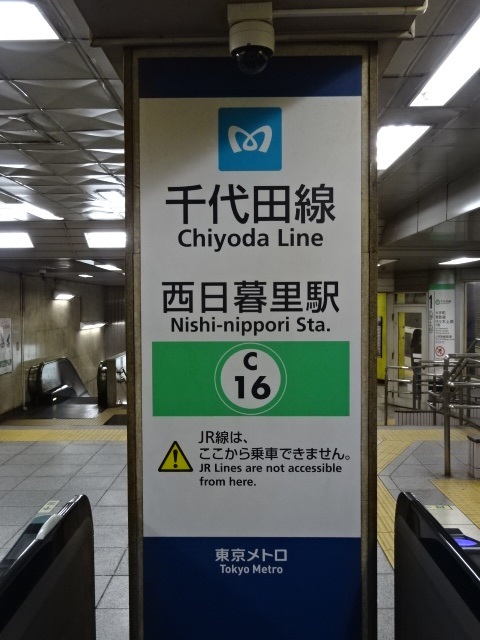 千代田線
Chiyoda Line
西日暮里駅
Nishi-nippori Sta.
C
16
JR線は、
ここから乗車できません。
JR Lines are not accessible
from here.
東京メトロ
Tokyo Metro
1